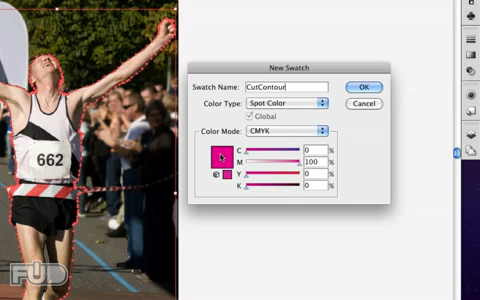 New Swatch
Swatch Name: CutContour
OK
Color Type: Spot Color
Cancel
Global
Color Mode: CMYK
C 0 %
M 100 %
Y 0 %
K 0 %
662
FUD